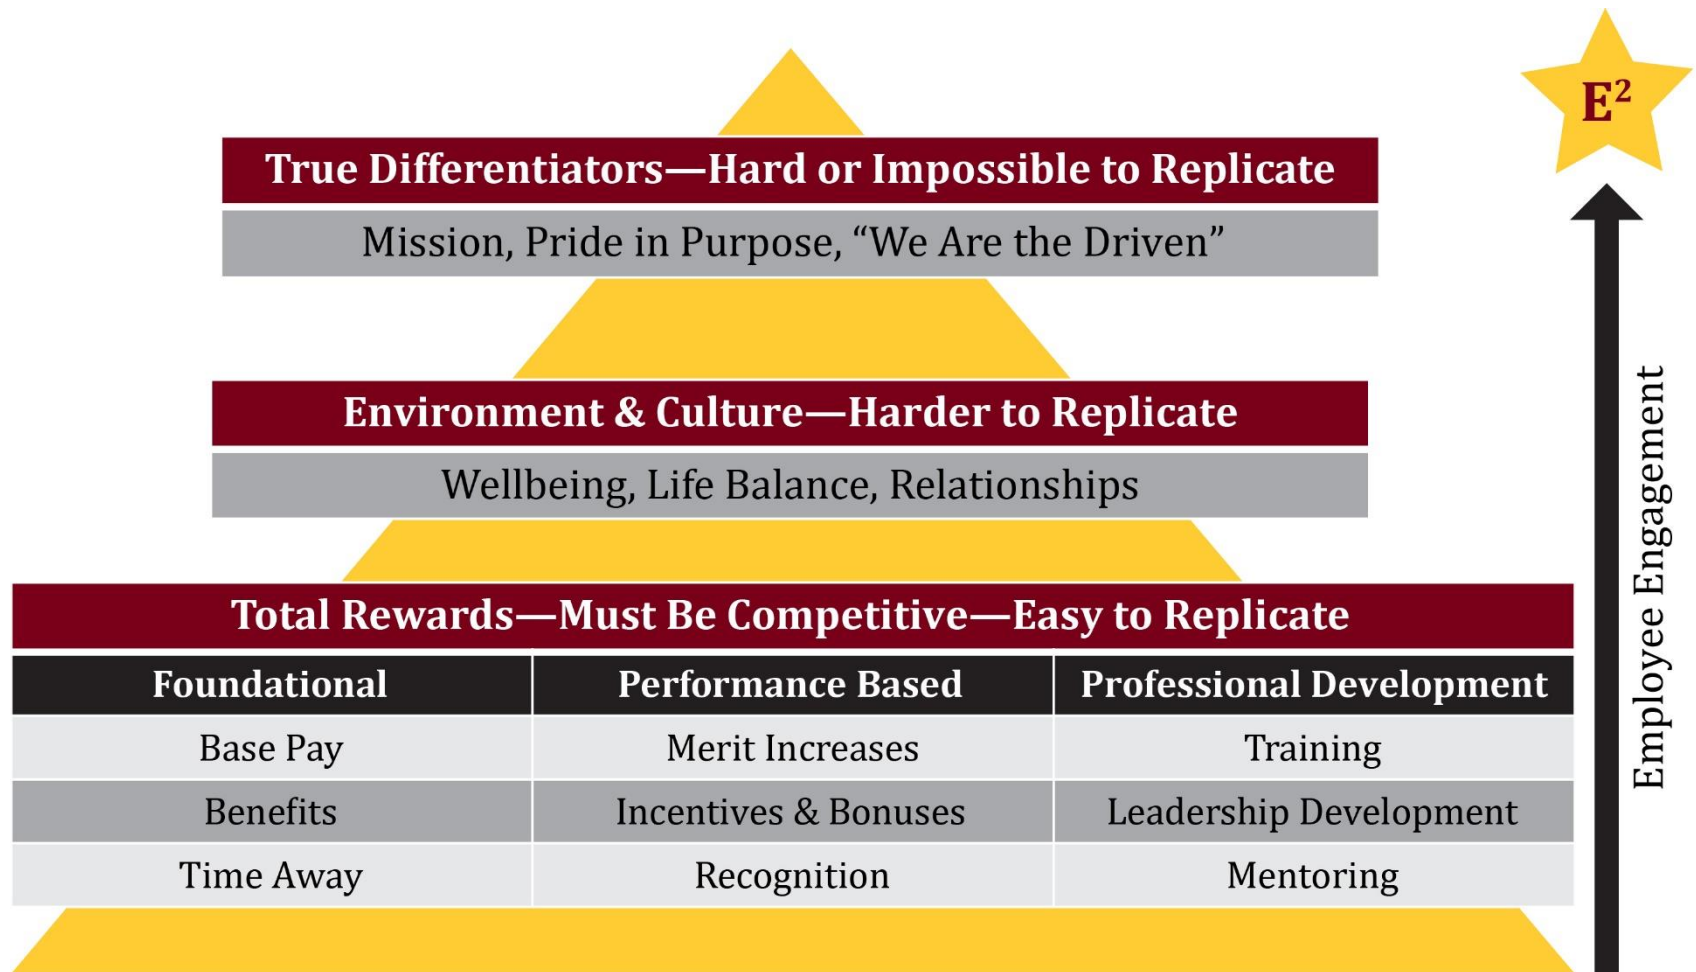 E²
True Differentiators—Hard or Impossible to Replicate
Mission, Pride in Purpose, “We Are the Driven”
Environment & Culture—Harder to Replicate
Wellbeing, Life Balance, Relationships
Total Rewards—Must Be Competitive—Easy to Replicate
Foundational Performance Based Professional Development
Base Pay Merit Increases Training
Benefits Incentives & Bonuses Leadership Development
Time Away Recognition Mentoring
Employee Engagement